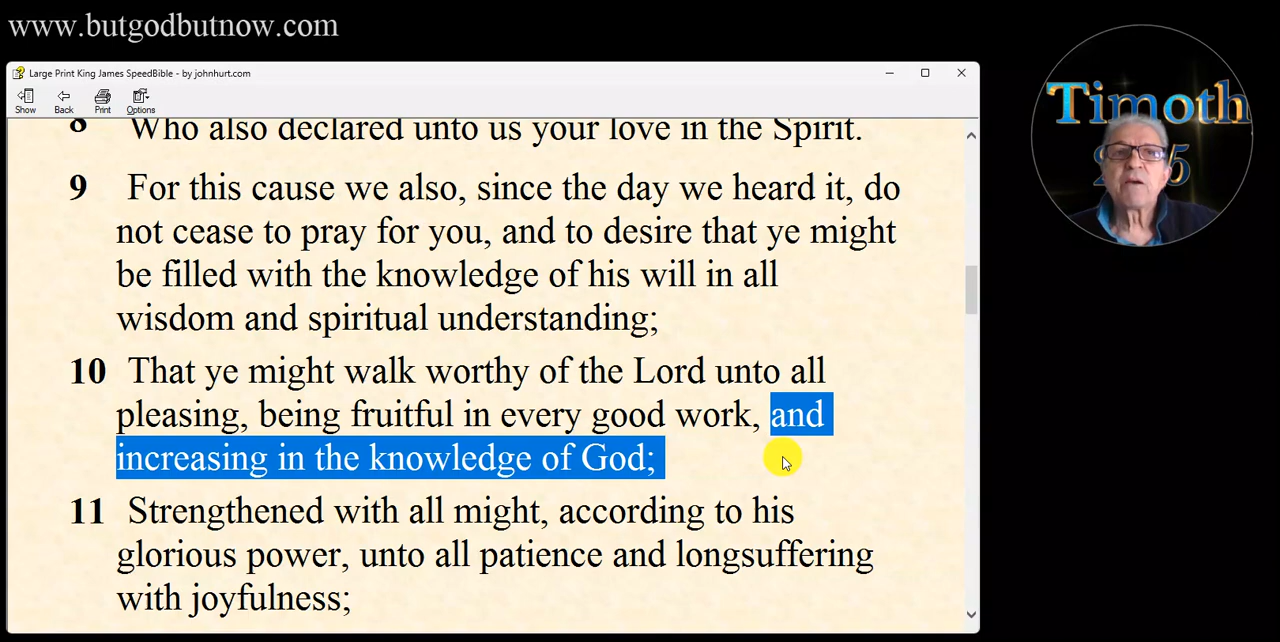 www.butgodbutnow.com
Large Print King James SpeedBible - by johnhurt.com
Show Back Print Options
8 Who also declared unto us your love in the Spirit.
9 For this cause we also, since the day we heard it, do
not cease to pray for you, and to desire that ye might
be filled with the knowledge of his will in all
wisdom and spiritual understanding;
10 That ye might walk worthy of the Lord unto all
pleasing, being fruitful in every good work, and
increasing in the knowledge of God;
11 Strengthened with all might, according to his
glorious power, unto all patience and longsuffering
with joyfulness;
Timoth